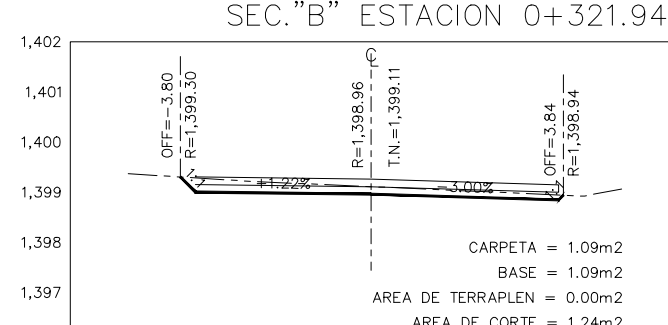 SEC."B" ESTACION 0+321.94
1,402
1,401
1,400
1,399
1,398
1,397
OFF=-3.80
R=1,399.30
℄
R=1,398.96
T.N.=1,399.11
OFF=3.84
R=1,398.94
+1.22%
-3.00%
CARPETA = 1.09m2
BASE = 1.09m2
AREA DE TERRAPLEN = 0.00m2
AREA DE CORTE = 1.24m2